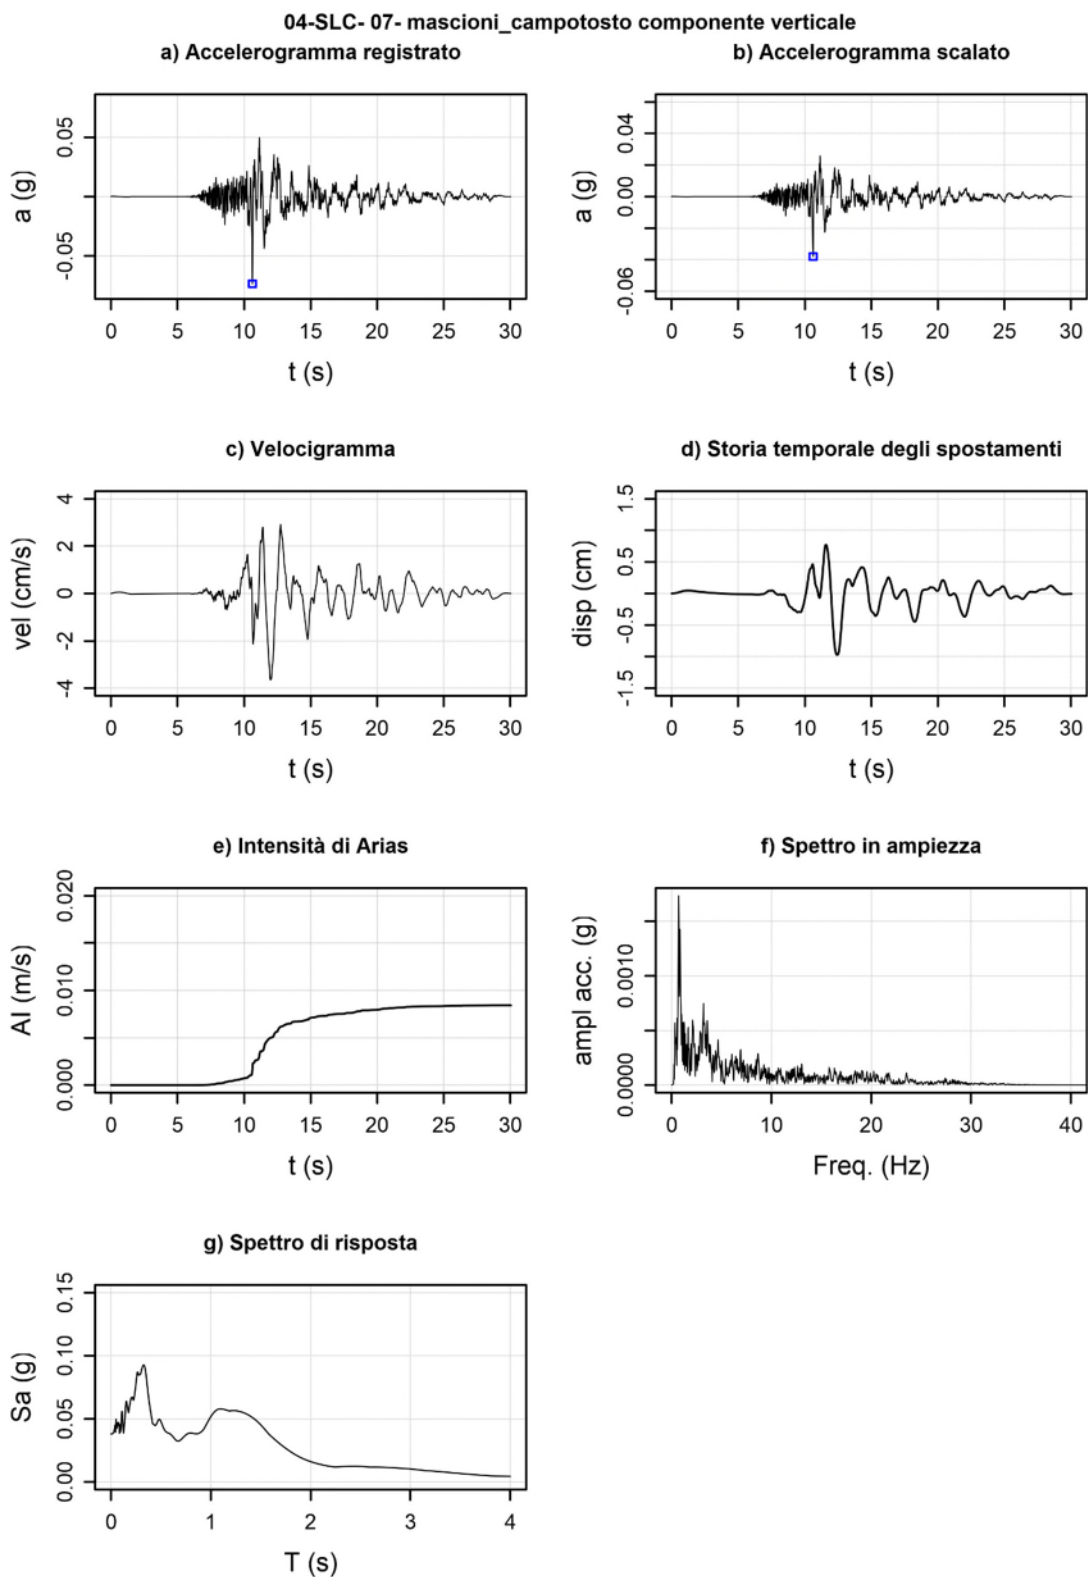 04-SLC- 07- mascioni_campotosto componente verticale
a) Accelerogramma registrato
a (g)
0.05
-0.05
0 5 10 15 20 25 30
t (s)
b) Accelerogramma scalato
a (g)
0.04
0.00
-0.06
0 5 10 15 20 25 30
t (s)
c) Velocigramma
vel (cm/s)
4
2
0
-2
-4
0 5 10 15 20 25 30
t (s)
d) Storia temporale degli spostamenti
disp (cm)
1.5
0.5
-0.5
-1.5
0 5 10 15 20 25 30
t (s)
e) Intensità di Arias
AI (m/s)
0.020
0.010
0.000
0 5 10 15 20 25 30
t (s)
f) Spettro in ampiezza
ampl acc. (g)
0.0010
0.0000
0 10 20 30 40
Freq. (Hz)
g) Spettro di risposta
Sa (g)
0.15
0.10
0.05
0.00
0 1 2 3 4
T (s)